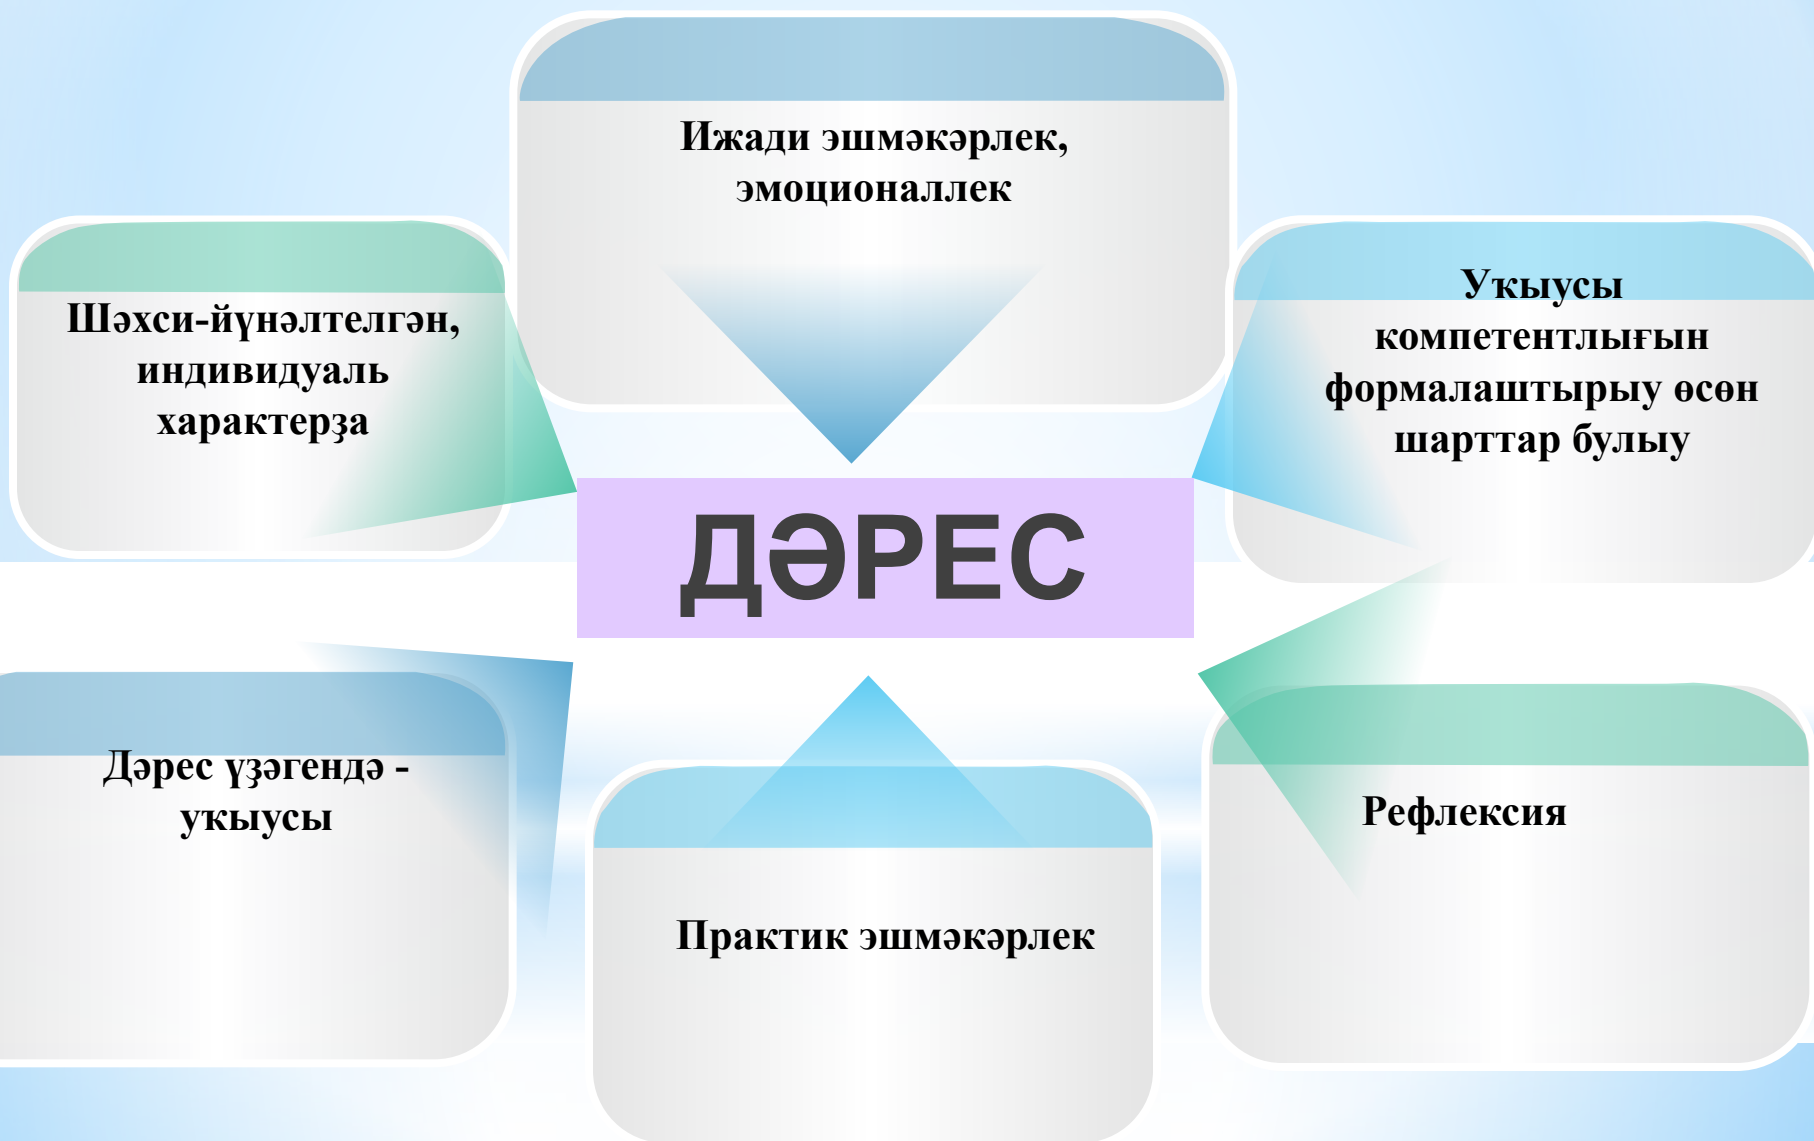 Ижади эшмәкәрлек,
эмоционаллек
Шәхси-йүнәлтелгән,
индивидуаль
характерҙа
Уҡыусы
компетентлығын
формалаштырыу өсөн
шарттар булыу
ДӘРЕС
Дәрес үҙәгендә -
уҡыусы
Практик эшмәкәрлек
Рефлексия